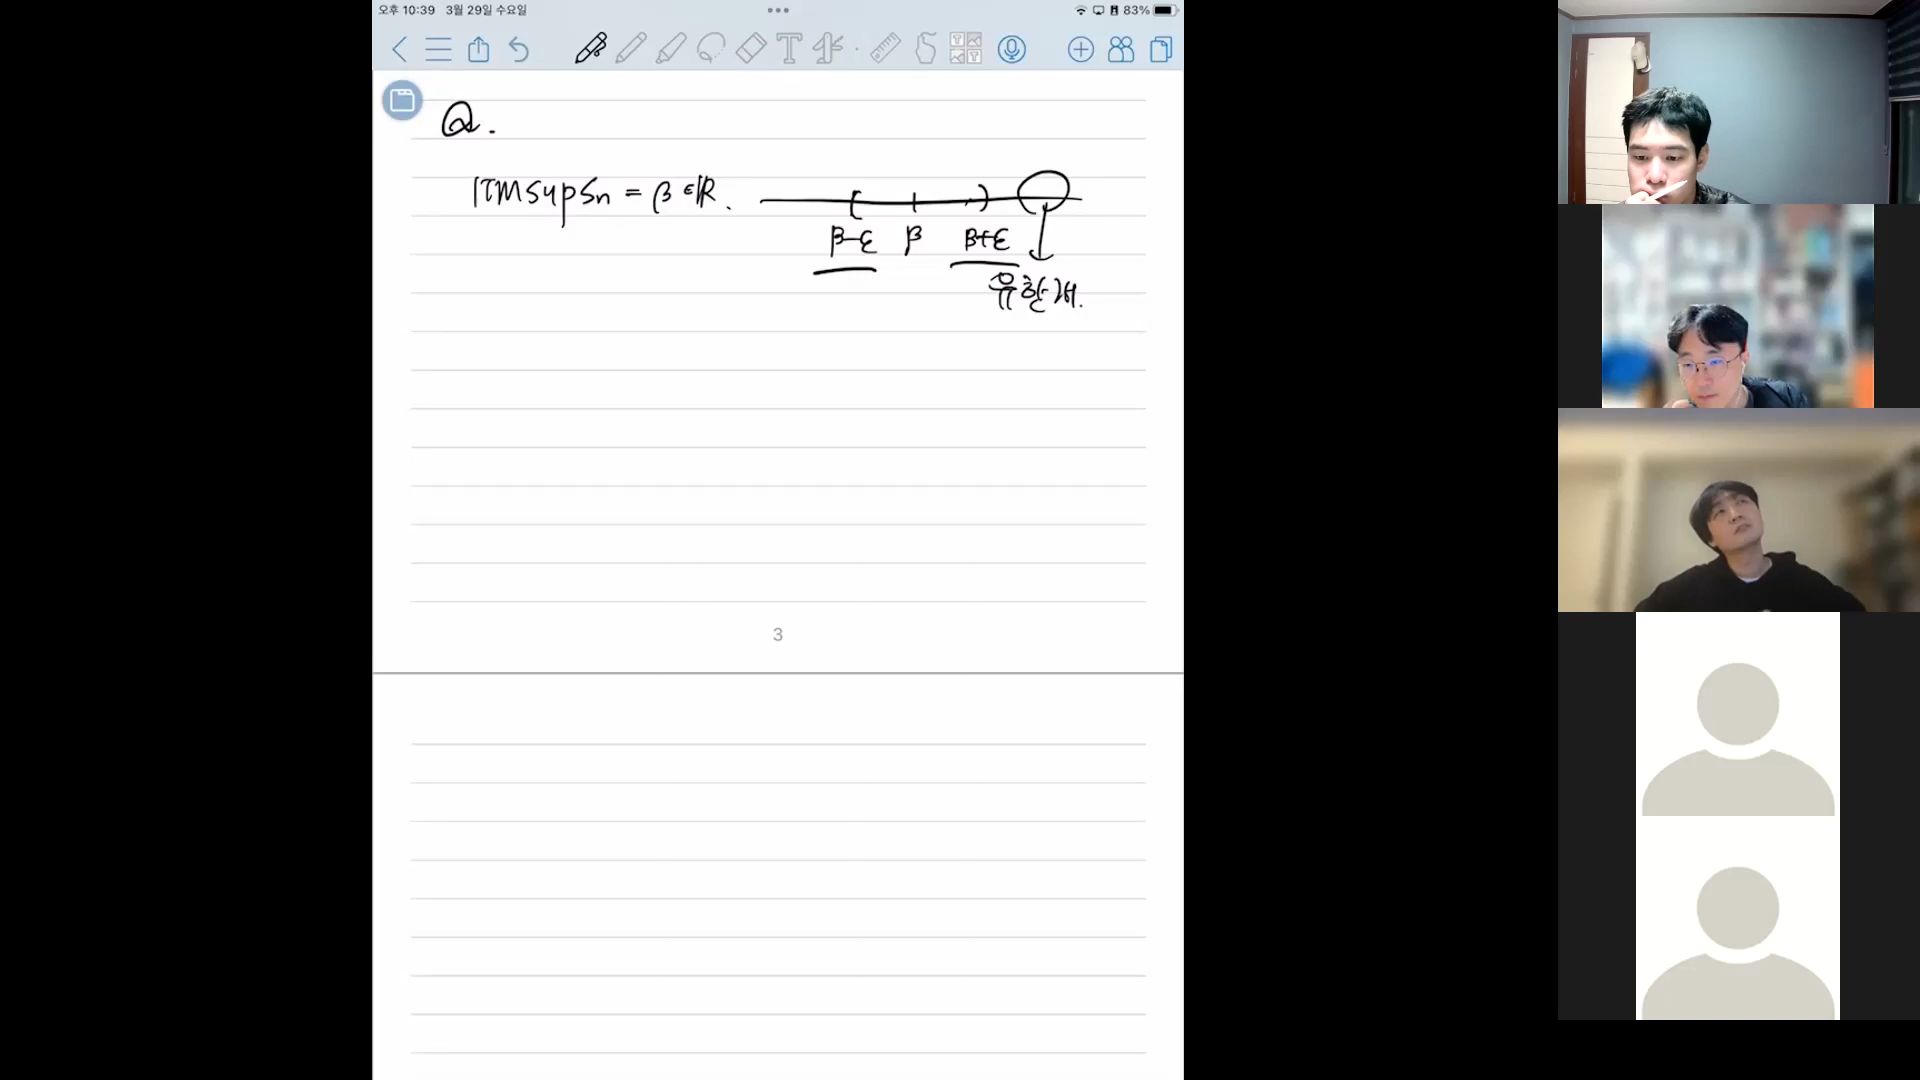 오후 10:39 3월 29일 수요일
83%
Q.
limsupSn = β ∈ ℝ.
β-ε β β+ε
유한개.
3